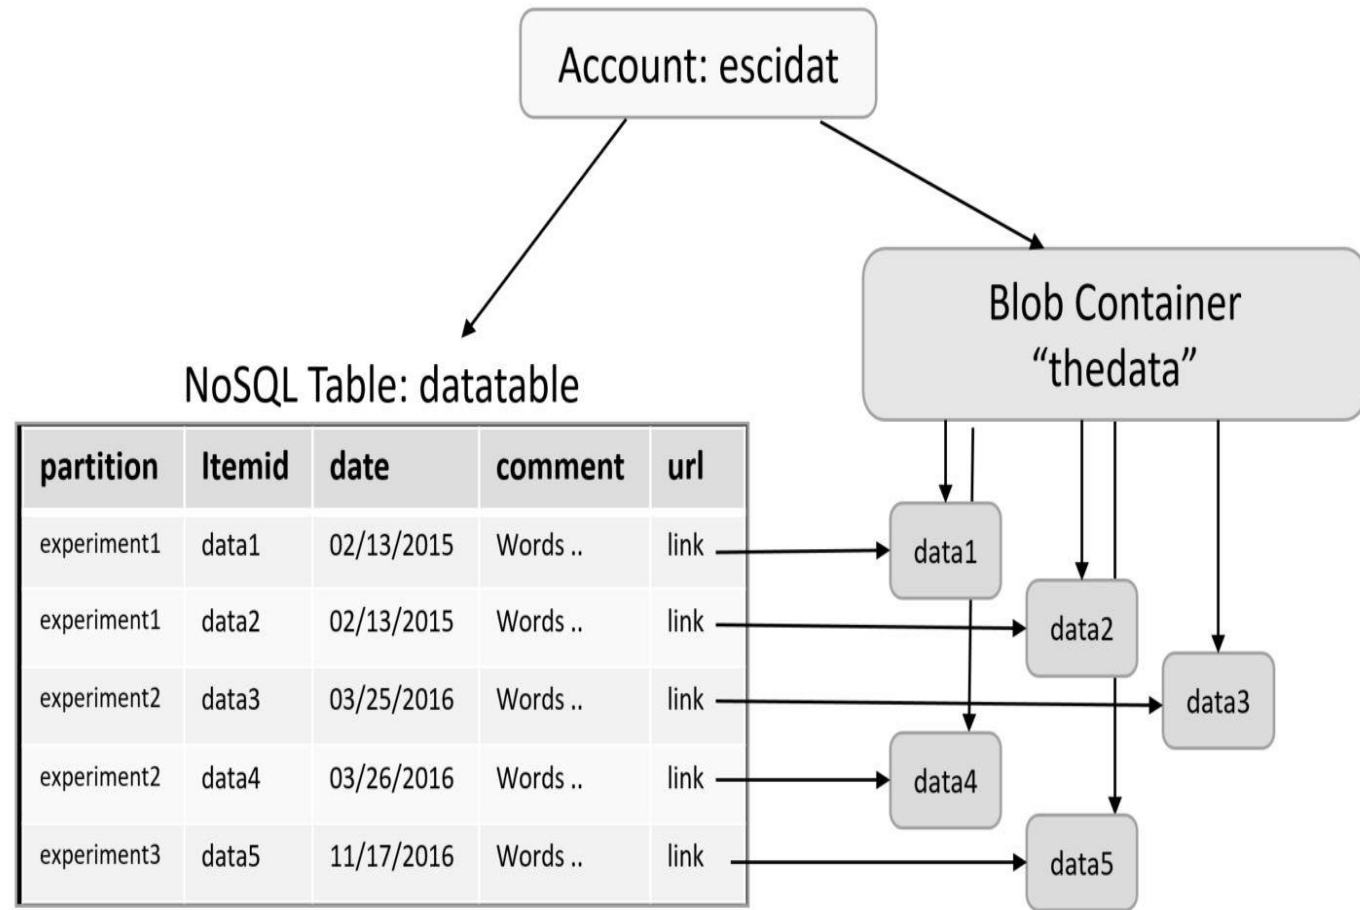 Account: escidat
Blob Container
“thedata”
NoSQL Table: datatable
partition Itemid date comment url
experiment1 data1 02/13/2015 Words .. link
experiment1 data2 02/13/2015 Words .. link
experiment2 data3 03/25/2016 Words .. link
experiment2 data4 03/26/2016 Words .. link
experiment3 data5 11/17/2016 Words .. link
data1
data2
data3
data4
data5